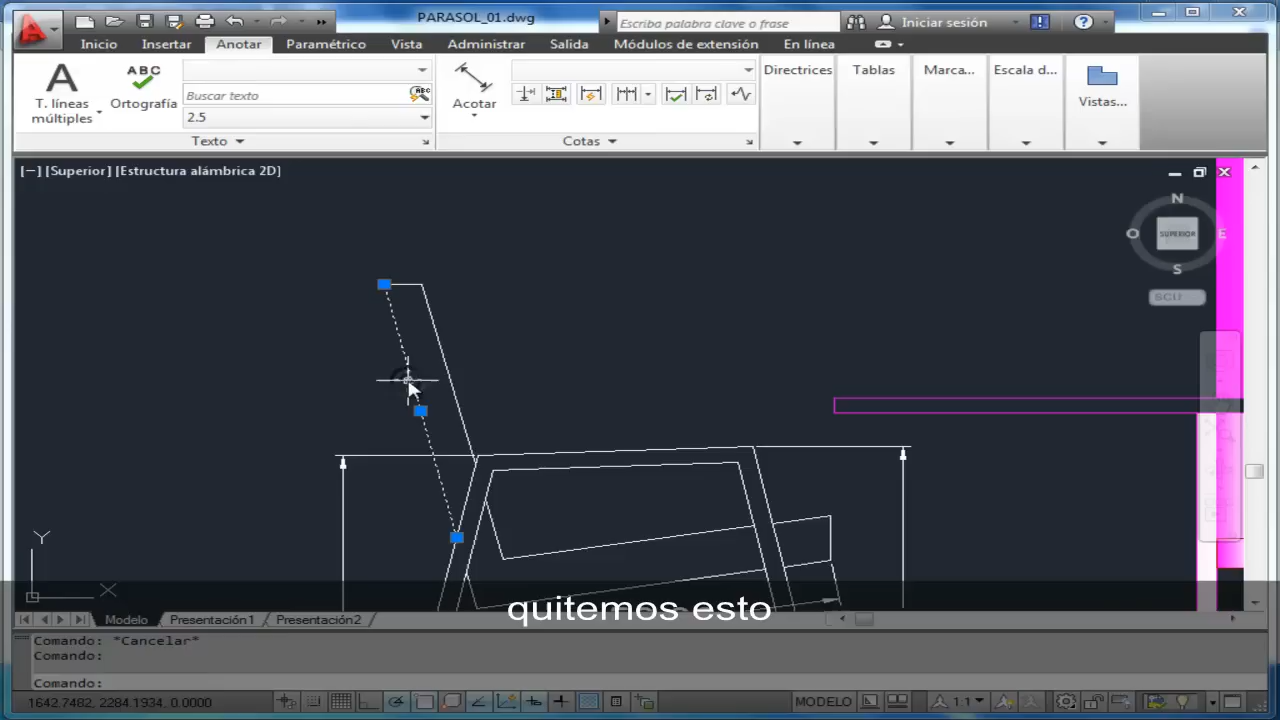 PARASOL_01.dwg
Escriba palabra clave o frase
Iniciar sesión
Inicio Insertar Anotar Paramétrico Vista Administrar Salida Módulos de extensión En línea
T. líneas múltiples
ABC
Ortografía
Buscar texto
ABC
2.5
Texto
Acotar
Cotas
Directrices
Tablas
Marca...
Escala d...
Vistas...
[−] [Superior] [Estructura alámbrica 2D]
N
O SUPERIOR E
S
SCU
Y
X
quitemos esto
Modelo Presentación1 Presentación2
Comando: *Cancelar*
Comando:
Comando:
1642.7482, 2284.1934, 0.0000
MODELO
1:1